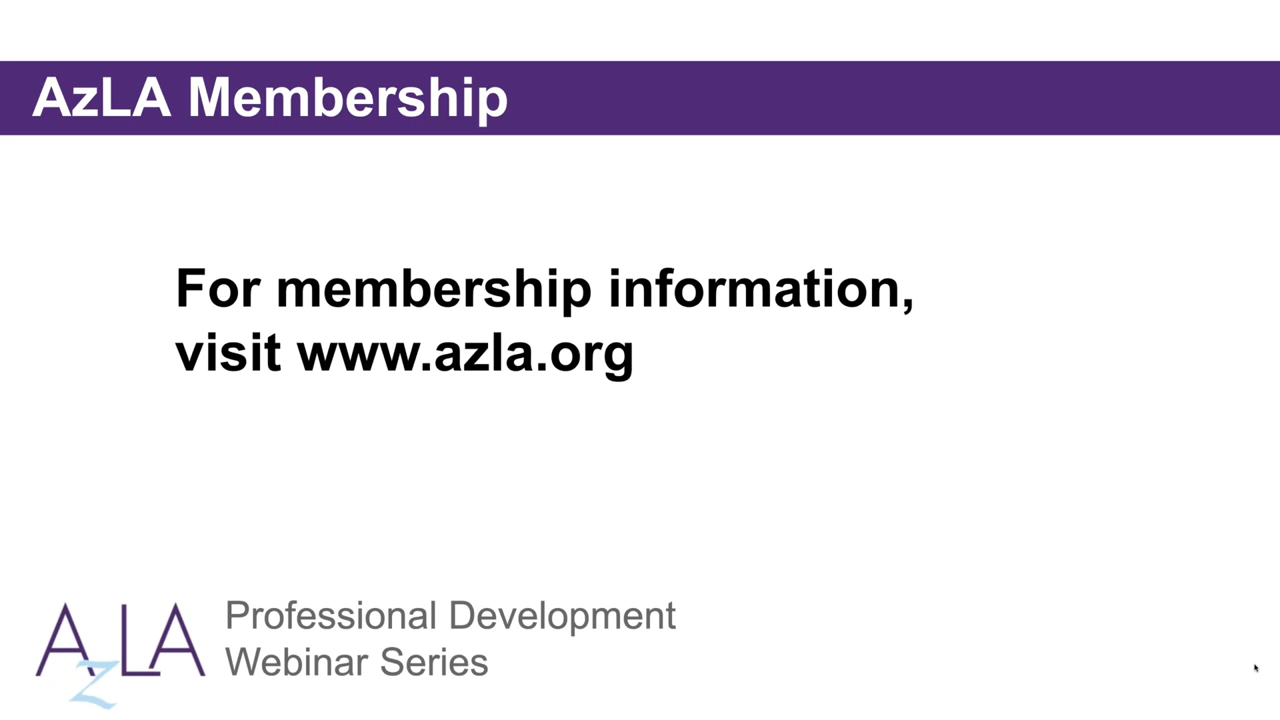 AzLA Membership
For membership information,
visit www.azla.org
AzLA
Professional Development
Webinar Series